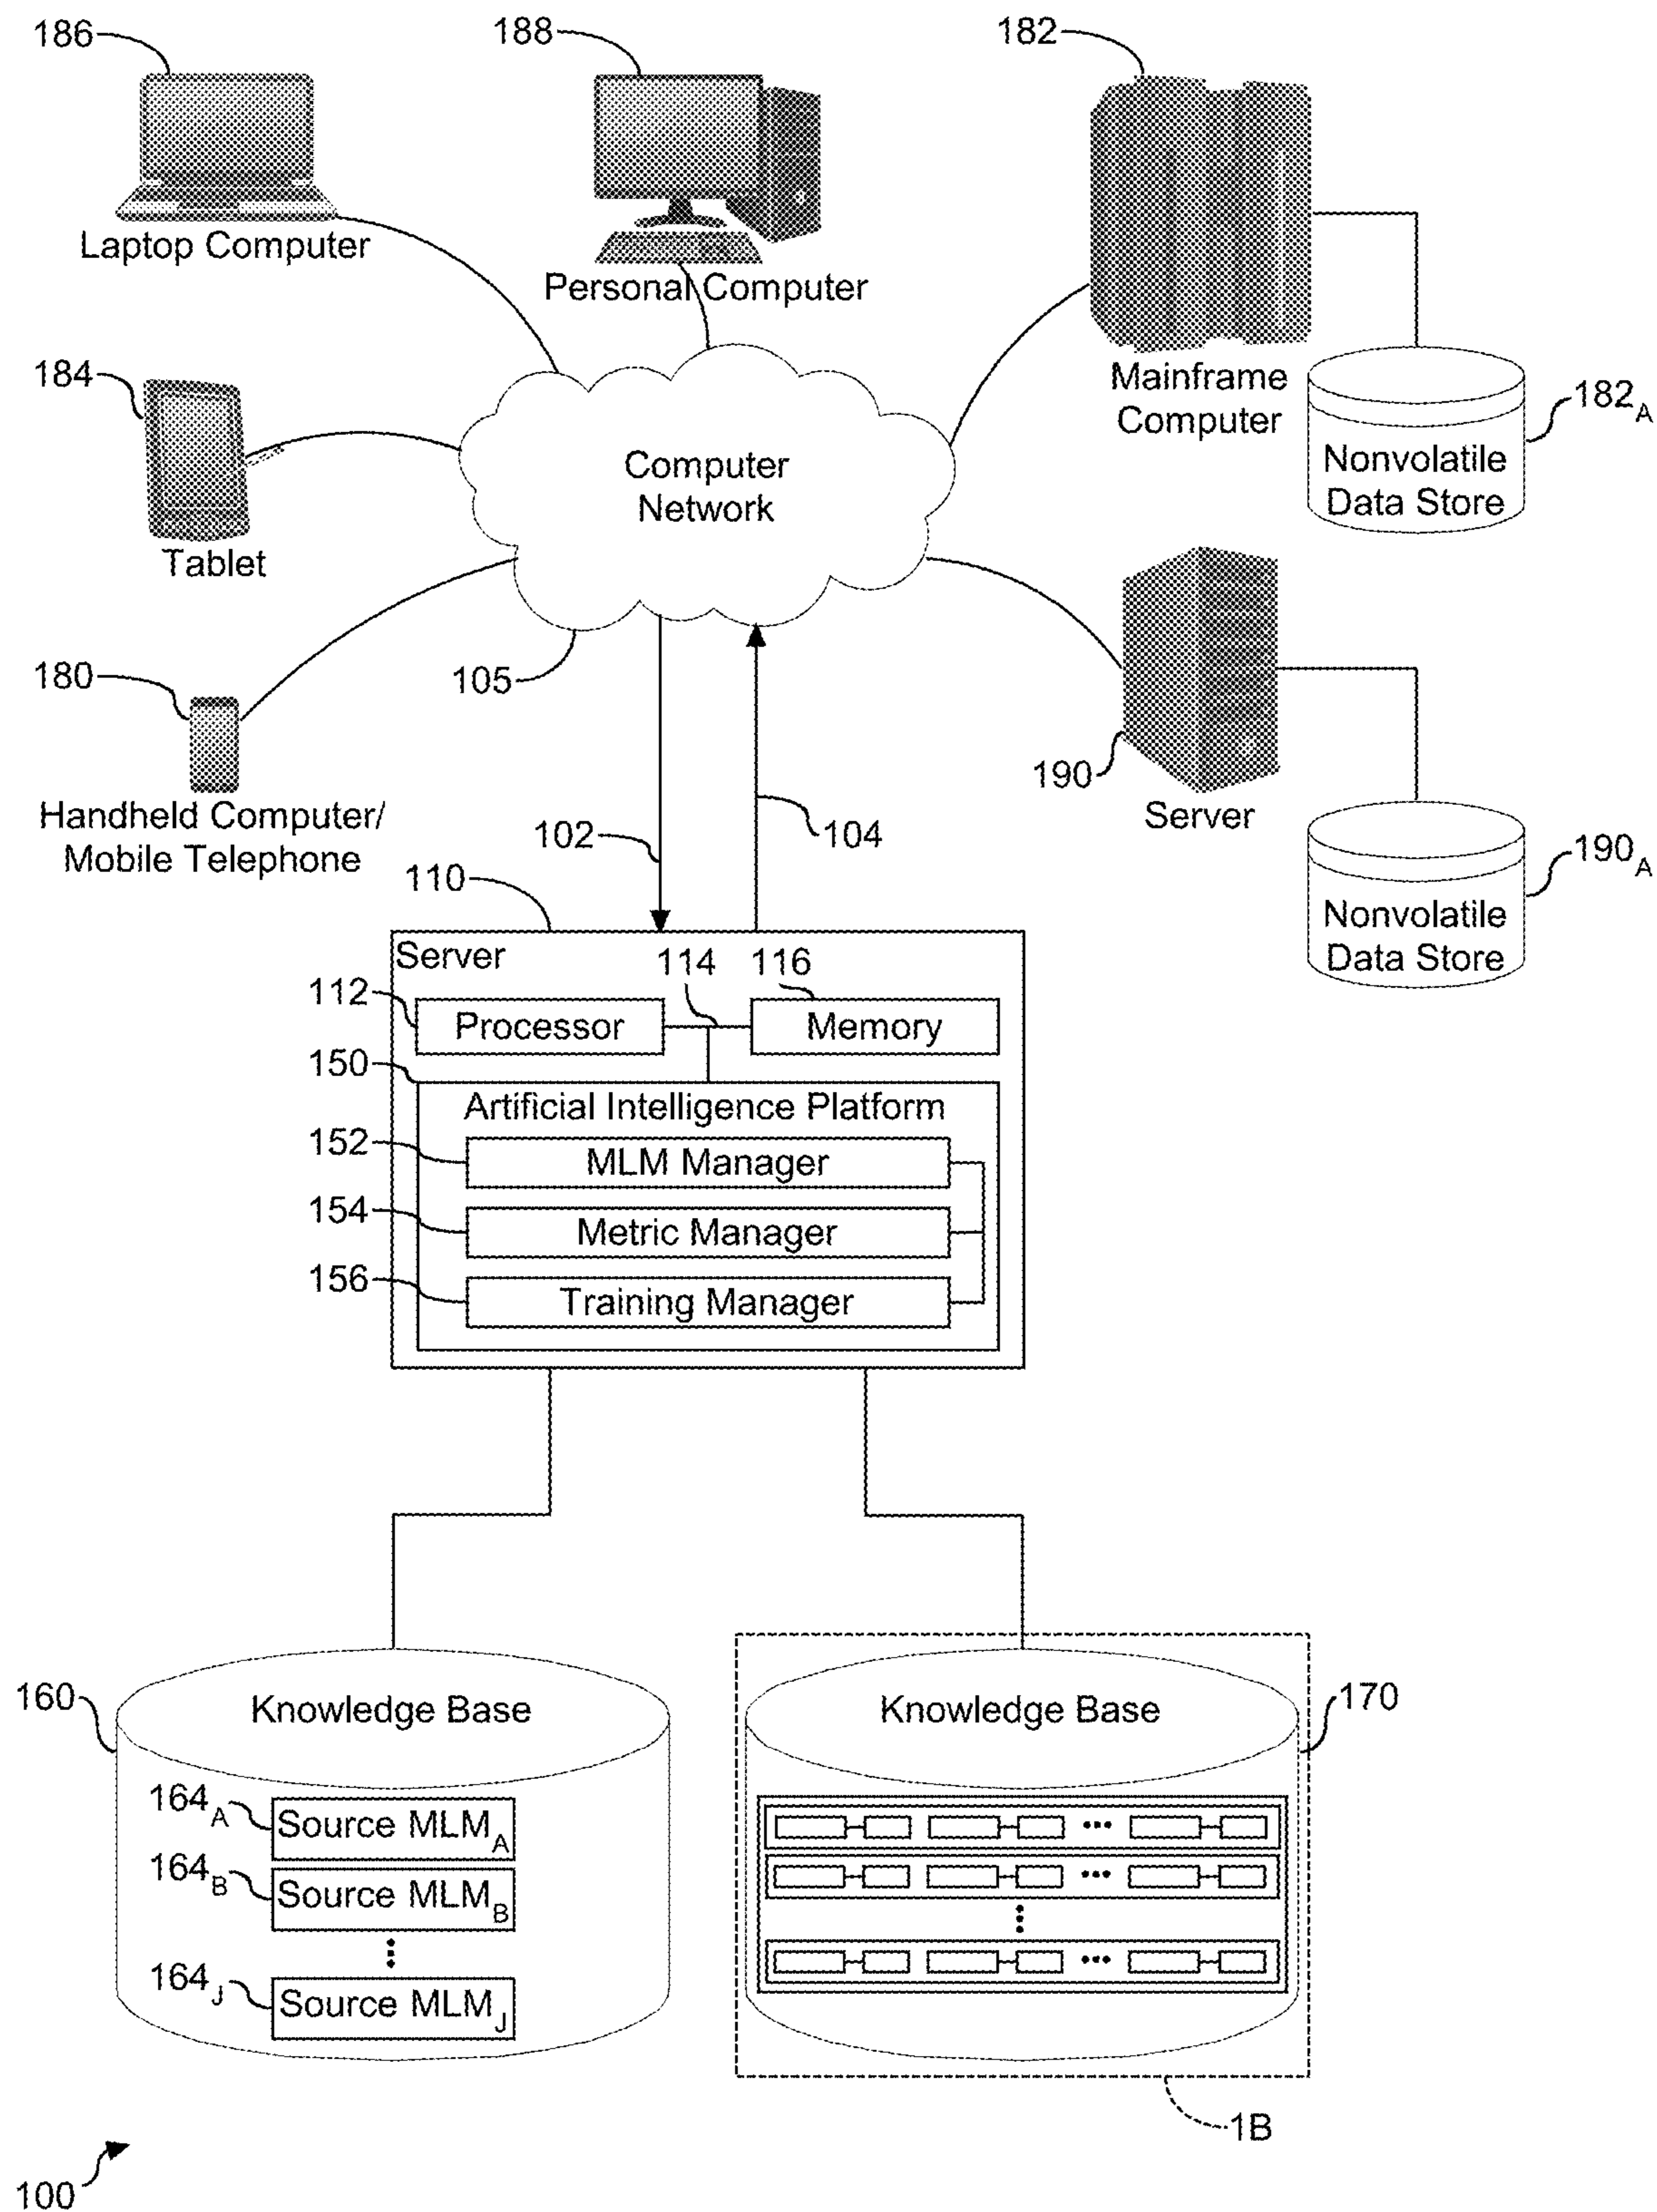 186
188
182
Laptop Computer
Personal Computer
Mainframe
Computer
184
182A
Computer
Network
Nonvolatile
Data Store
Tablet
180
105
190
Server
Handheld Computer/
Mobile Telephone
102
104
190A
Nonvolatile
Data Store
110
Server
114
116
112
Processor
Memory
150
Artificial Intelligence Platform
152
MLM Manager
154
Metric Manager
156
Training Manager
160
Knowledge Base
Knowledge Base
170
164A
Source MLMA
164B
Source MLMB
164J
Source MLMJ
1B
100